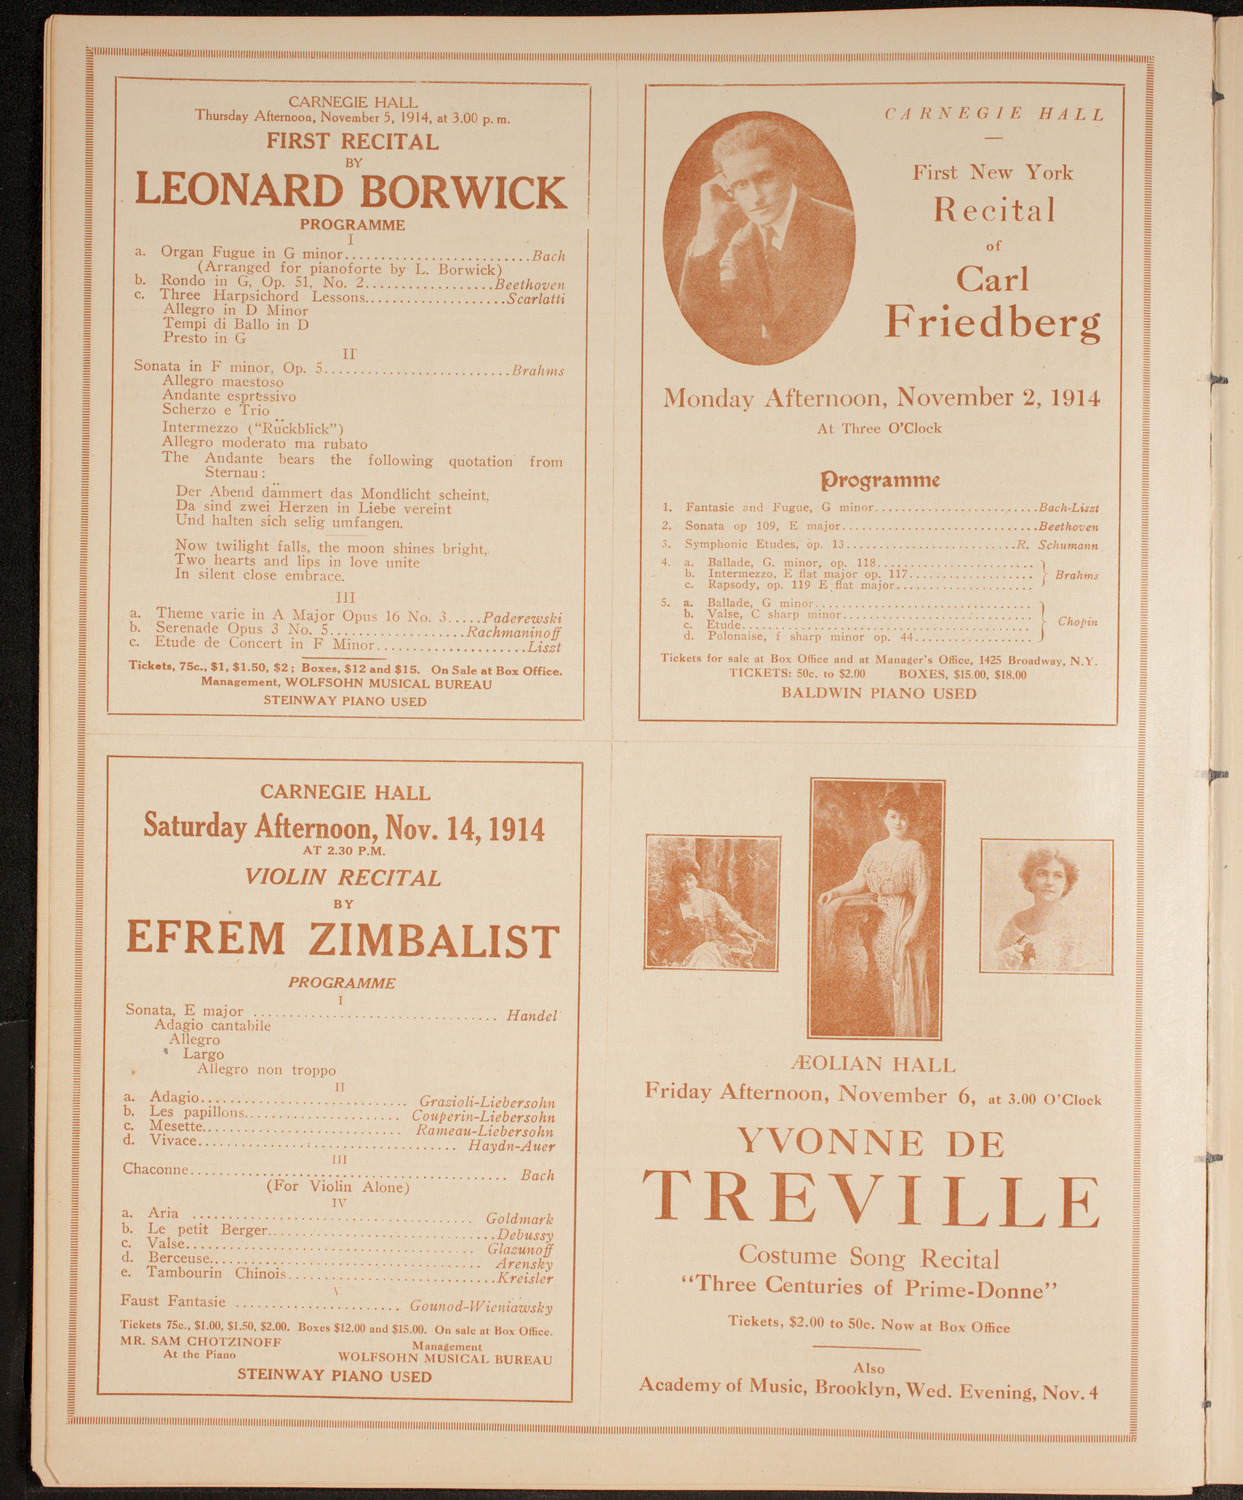 CARNEGIE HALL
Thursday Afternoon, November 5, 1914, at 3.00 p. m.
FIRST RECITAL
BY
LEONARD BORWICK
PROGRAMME
I
a. Organ Fugue in G minor..........................Bach
(Arranged for pianoforte by L. Borwick)
b. Rondo in G, Op. 51, No. 2..................Beethoven
c. Three Harpsichord Lessons...................Scarlatti
Allegro in D Minor
Tempi di Ballo in D
Presto in G
II
Sonata in F minor, Op. 5..........................Brahms
Allegro maestoso
Andante espressivo
Scherzo e Trio
Intermezzo ("Rückblick")
Allegro moderato ma rubato
The Andante bears the following quotation from
Sternau:
Der Abend dämmert das Mondlicht scheint,
Da sind zwei Herzen in Liebe vereint
Und halten sich selig umfangen.
Now twilight falls, the moon shines bright,
Two hearts and lips in love unite
In silent close embrace.
III
a. Theme varie in A Major Opus 16 No. 3.....Paderewski
b. Serenade Opus 3 No. 5...................Rachmaninoff
c. Etude de Concert in F Minor.....................Liszt
Tickets, 75c., $1, $1.50, $2; Boxes, $12 and $15. On Sale at Box Office.
Management, WOLFSOHN MUSICAL BUREAU
STEINWAY PIANO USED
CARNEGIE HALL
First New York
Recital
of
Carl
Friedberg
Monday Afternoon, November 2, 1914
At Three O'Clock
Programme
1. Fantasie and Fugue, G minor.........................Bach-Liszt
2. Sonata op 109, E major..............................Beethoven
3. Symphonic Etudes, op. 13..........................R. Schumann
4. a. Ballade, G. minor, op. 118........................
b. Intermezzo, E flat major op. 117................... Brahms
c. Rapsody, op. 119 E flat major.....................
5. a. Ballade, G minor.................................
b. Valse, C sharp minor.............................
c. Etude............................................ Chopin
d. Polonaise, f sharp minor op. 44..................
Tickets for sale at Box Office and at Manager's Office, 1425 Broadway, N.Y.
TICKETS: 50c. to $2.00 BOXES, $15.00, $18.00
BALDWIN PIANO USED
CARNEGIE HALL
Saturday Afternoon, Nov. 14, 1914
AT 2.30 P.M.
VIOLIN RECITAL
BY
EFREM ZIMBALIST
PROGRAMME
I
Sonata, E major ................................. Handel
Adagio cantabile
Allegro
Largo
Allegro non troppo
II
a. Adagio............................ Grazioli-Liebersohn
b. Les papillons..................... Couperin-Liebersohn
c. Mesette........................... Rameau-Liebersohn
d. Vivace................................... Haydn-Auer
III
Chaconne............................................ Bach
(For Violin Alone)
IV
a. Aria ...................................... Goldmark
b. Le petit Berger...............................Debussy
c. Valse...................................... Glazunoff
d. Berceuse..................................... Arensky
e. Tambourin Chinois............................Kreisler
V
Faust Fantasie ....................... Gounod-Wieniawsky
Tickets 75c., $1.00, $1.50, $2.00. Boxes $12.00 and $15.00. On sale at Box Office.
MR. SAM CHOTZINOFF
At the Piano
Management
WOLFSOHN MUSICAL BUREAU
STEINWAY PIANO USED
ÆOLIAN HALL
Friday Afternoon, November 6, at 3.00 O'Clock
YVONNE DE
TREVILLE
Costume Song Recital
"Three Centuries of Prime-Donne"
Tickets, $2.00 to 50c. Now at Box Office
Also
Academy of Music, Brooklyn, Wed. Evening, Nov. 4